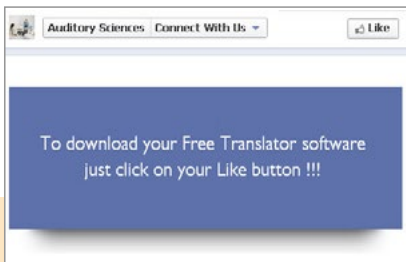 Auditory Sciences Connect With Us Like
To download your Free Translator software
just click on your Like button !!!